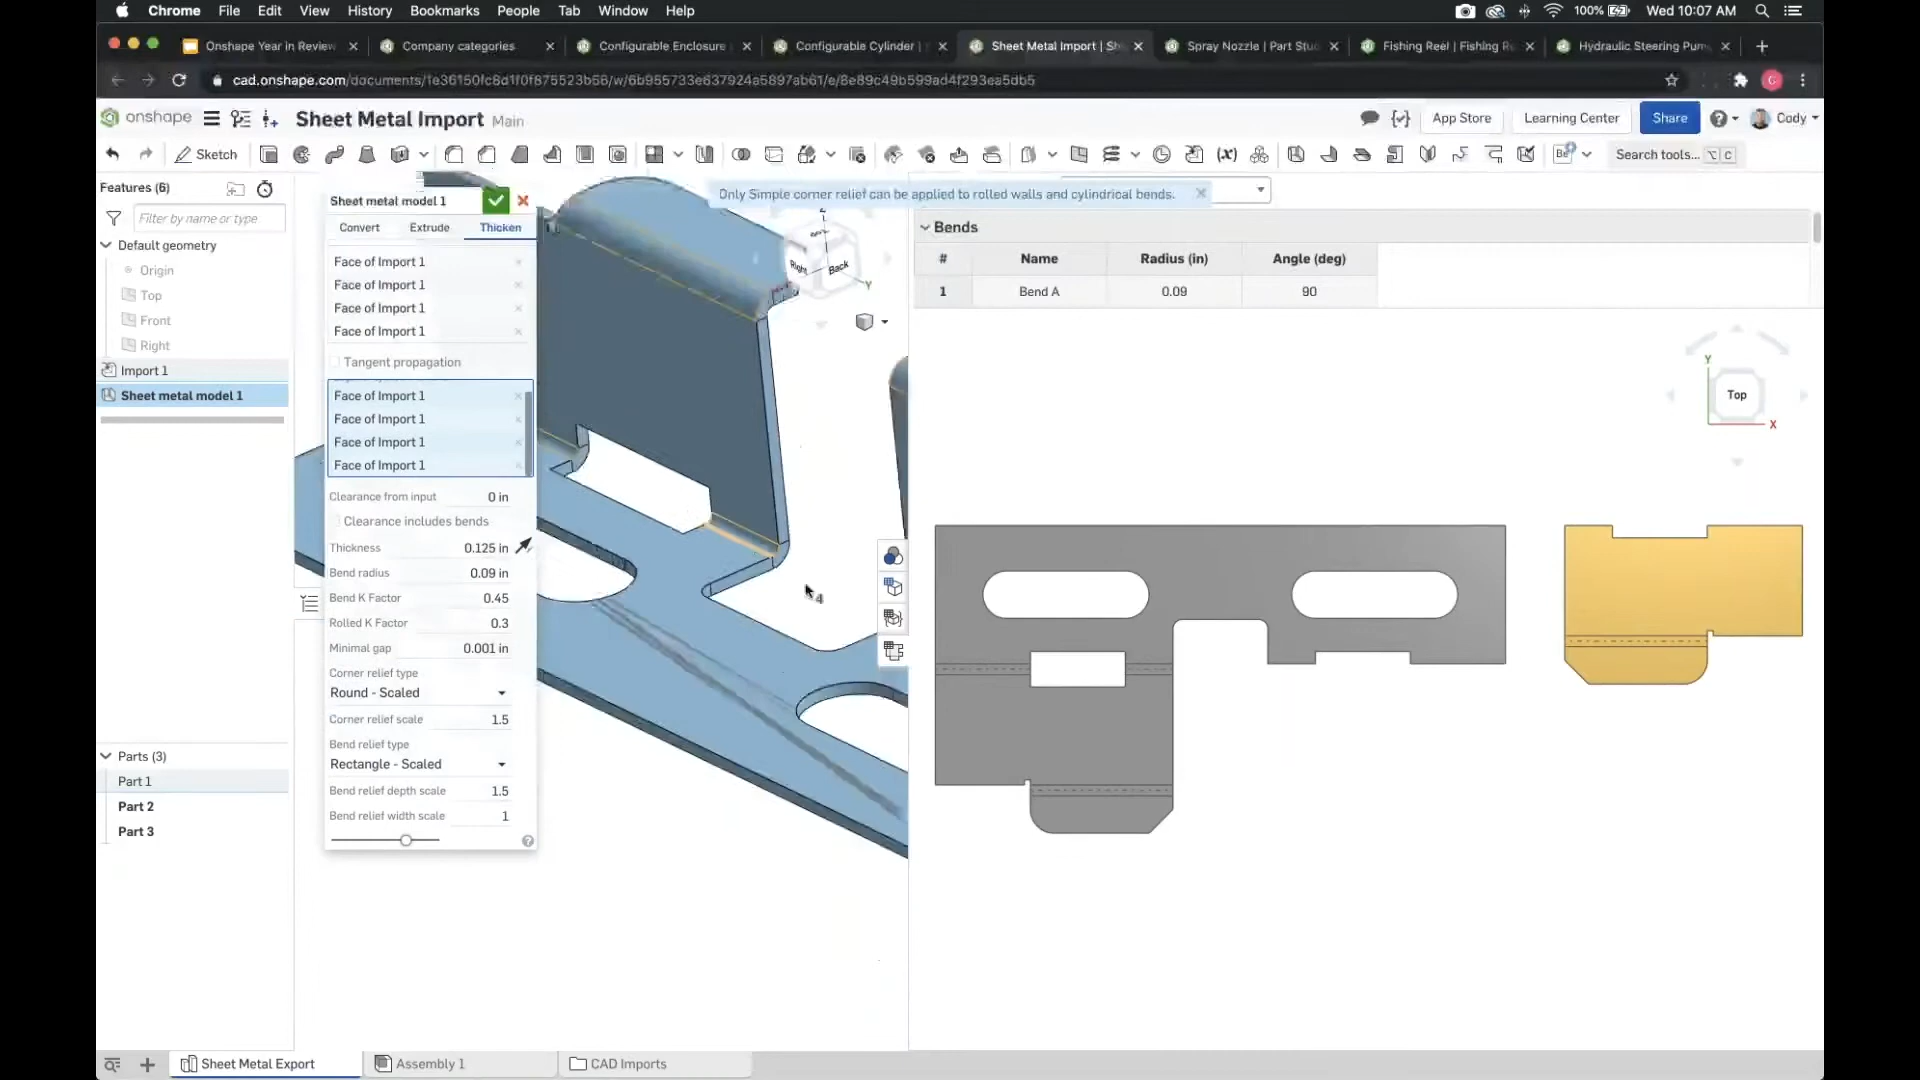 Chrome File Edit View History Bookmarks People Tab Window Help 100% Wed 10:07 AM
Onshape Year in Review Company categories Configurable Enclosure Configurable Cylinder | Sheet Metal Import | Sh Spray Nozzle | Part Stud Fishing Reel | Fishing Re Hydraulic Steering Pum
cad.onshape.com
onshape Sheet Metal Import Main App Store Learning Center Share Cody
Sketch (x) Search tools... ⌥ C
Features (6)
Filter by name or type
Default geometry
Origin
Top
Front
Right
Import 1
Sheet metal model 1
Parts (3)
Part 1
Part 2
Part 3
Sheet metal model 1
Convert Extrude Thicken
Face of Import 1
Face of Import 1
Face of Import 1
Face of Import 1
Tangent propagation
Face of Import 1
Face of Import 1
Face of Import 1
Face of Import 1
Clearance from input 0 in
Clearance includes bends
Thickness 0.125 in
Bend radius 0.09 in
Bend K Factor 0.45
Rolled K Factor 0.3
Minimal gap 0.001 in
Corner relief type
Round - Scaled
Corner relief scale 1.5
Bend relief type
Rectangle - Scaled
Bend relief depth scale 1.5
Bend relief width scale 1
Only Simple corner relief can be applied to rolled walls and cylindrical bends.
Z
Right Back
Y
4
Bends
# Name Radius (in) Angle (deg)
1 Bend A 0.09 90
Y
Top
X
Sheet Metal Export Assembly 1 CAD Imports